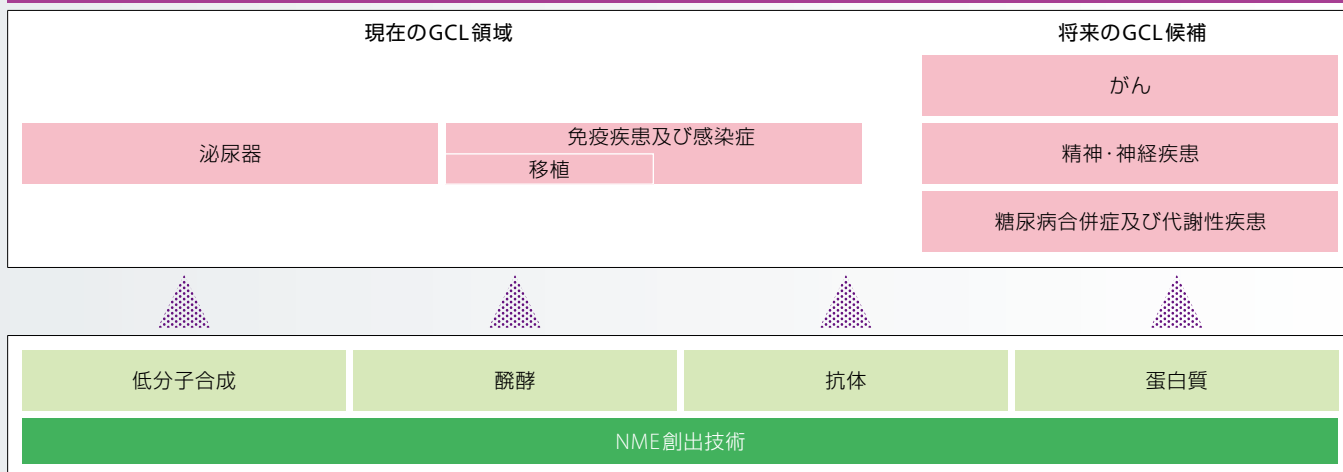 現在のGCL領域
将来のGCL候補
がん
泌尿器
免疫疾患及び感染症
移植
精神・神経疾患
糖尿病合併症及び代謝性疾患
低分子合成
醗酵
抗体
蛋白質
NME創出技術